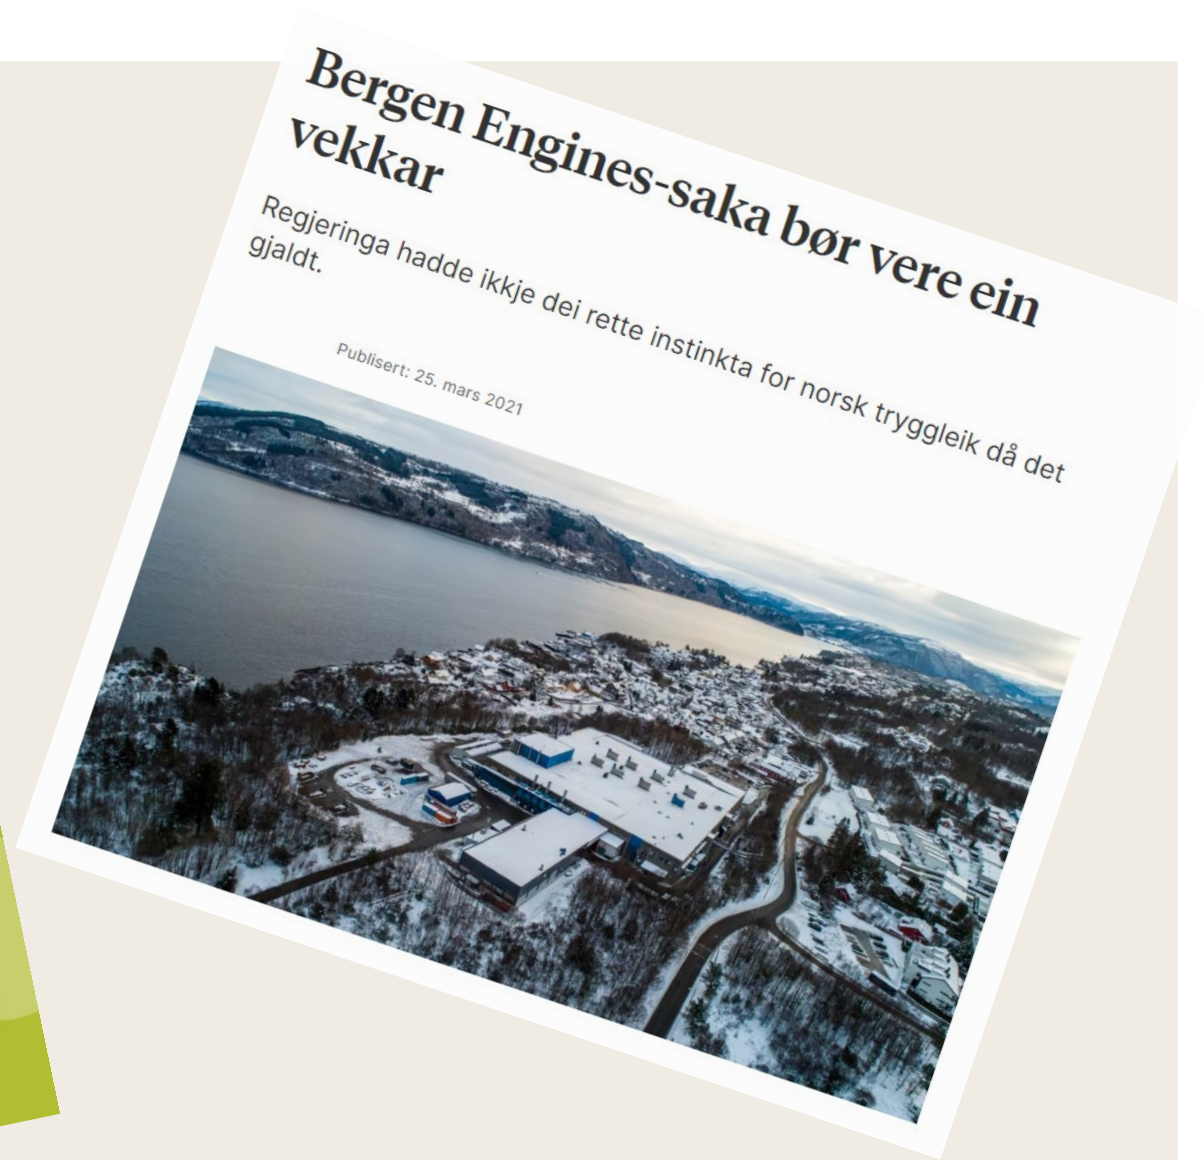 Bergen Engines-saka bør vere ein
vekkar
Regjeringa hadde ikkje dei rette instinkta for norsk tryggleik då det
gjaldt.
Publisert: 25. mars 2021